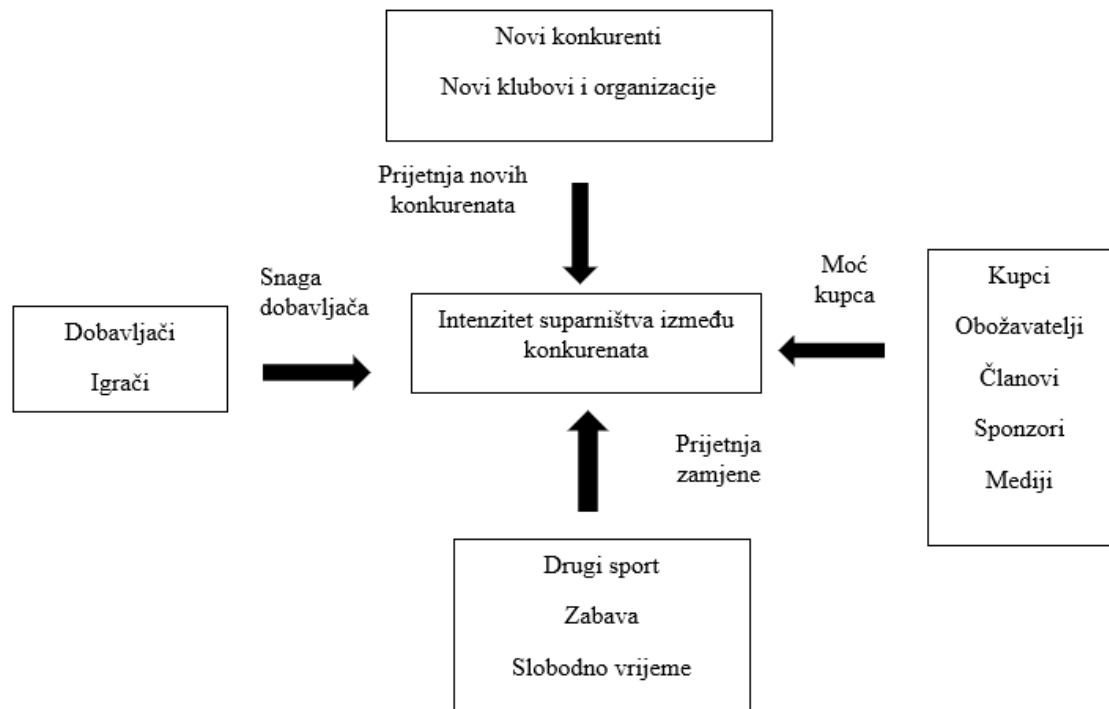 Novi konkurenti
Novi klubovi i organizacije
Prijetnja novih
konkurenata
Snaga
dobavljača
Moć
kupca
Dobavljači
Igrači
Intenzitet suparništva između
konkurenata
Kupci
Obožavatelji
Članovi
Sponzori
Mediji
Prijetnja
zamjene
Drugi sport
Zabava
Slobodno vrijeme